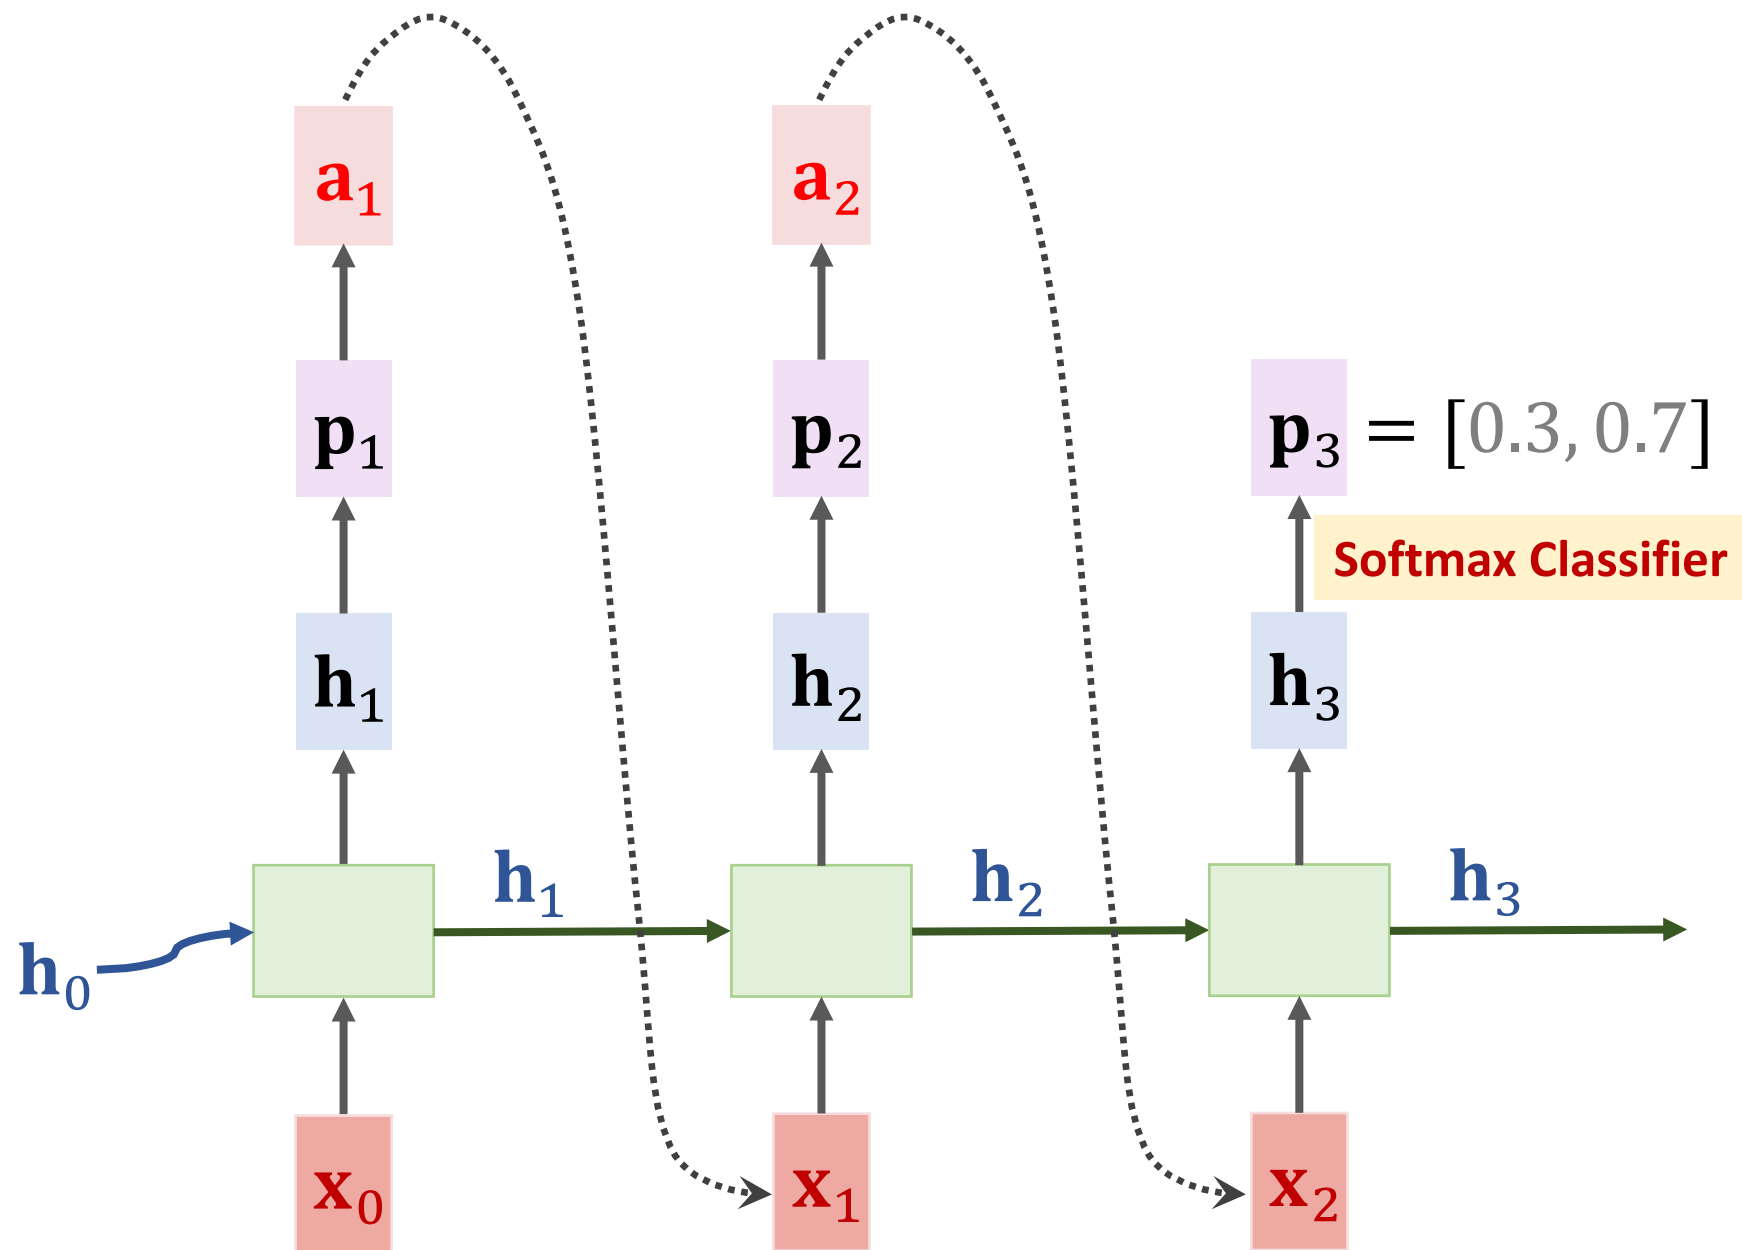 a₁ a₂
p₁ p₂ p₃ = [0.3, 0.7]
Softmax Classifier
h₁ h₂ h₃
h₁ h₂ h₃
h₀
x₀ x₁ x₂